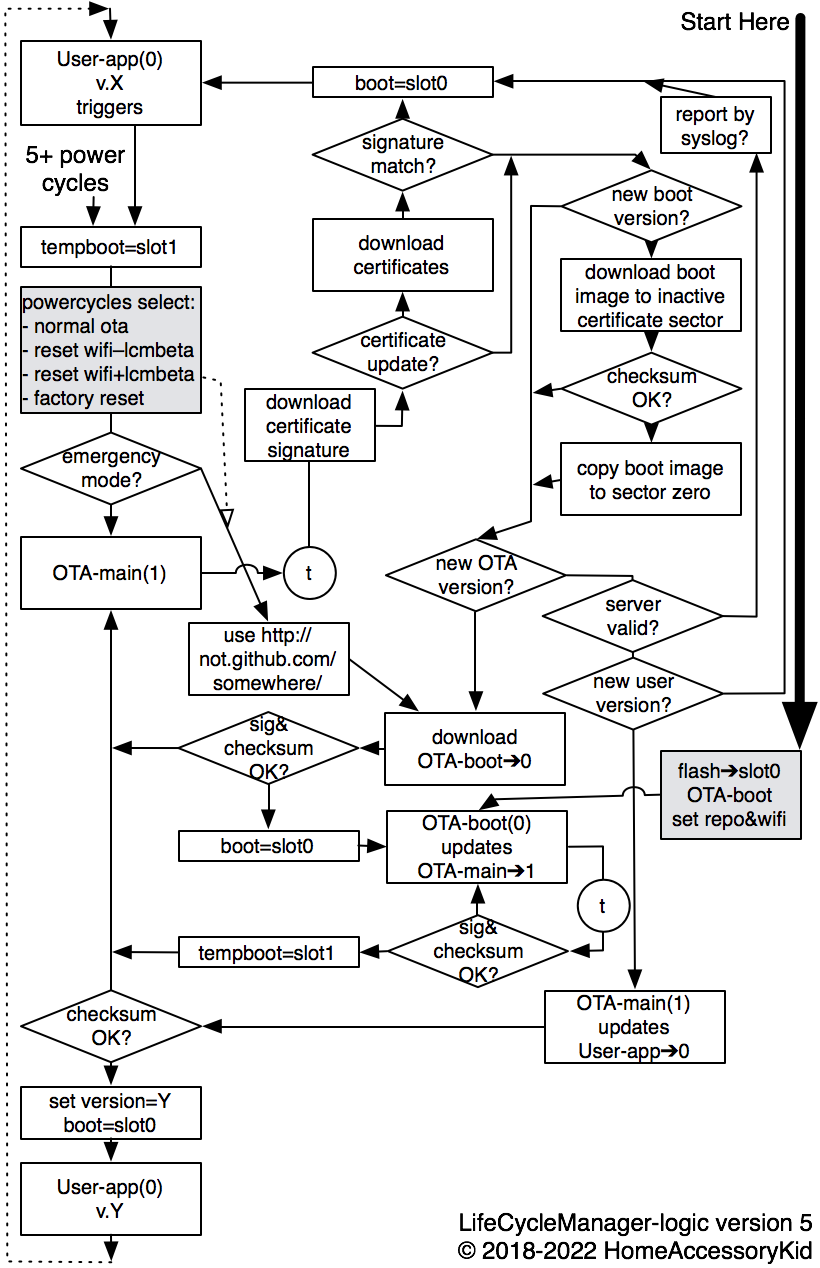 Start Here
User-app(0)
v.X
triggers
boot=slot0
report by
syslog?
signature
match?
5+ power
cycles
new boot
version?
tempboot=slot1
download
certificates
download boot
image to inactive
certificate sector
powercycles select:
- normal ota
- reset wifi–lcmbeta
- reset wifi+lcmbeta
- factory reset
certificate
update?
checksum
OK?
download
certificate
signature
emergency
mode?
copy boot image
to sector zero
OTA-main(1)
t
new OTA
version?
server
valid?
use http://
not.github.com/
somewhere/
new user
version?
sig&
checksum
OK?
download
OTA-boot➔0
flash➔slot0
OTA-boot
set repo&wifi
boot=slot0
OTA-boot(0)
updates
OTA-main➔1
t
tempboot=slot1
sig&
checksum
OK?
checksum
OK?
OTA-main(1)
updates
User-app➔0
set version=Y
boot=slot0
User-app(0)
v.Y
LifeCycleManager-logic version 5
© 2018-2022 HomeAccessoryKid